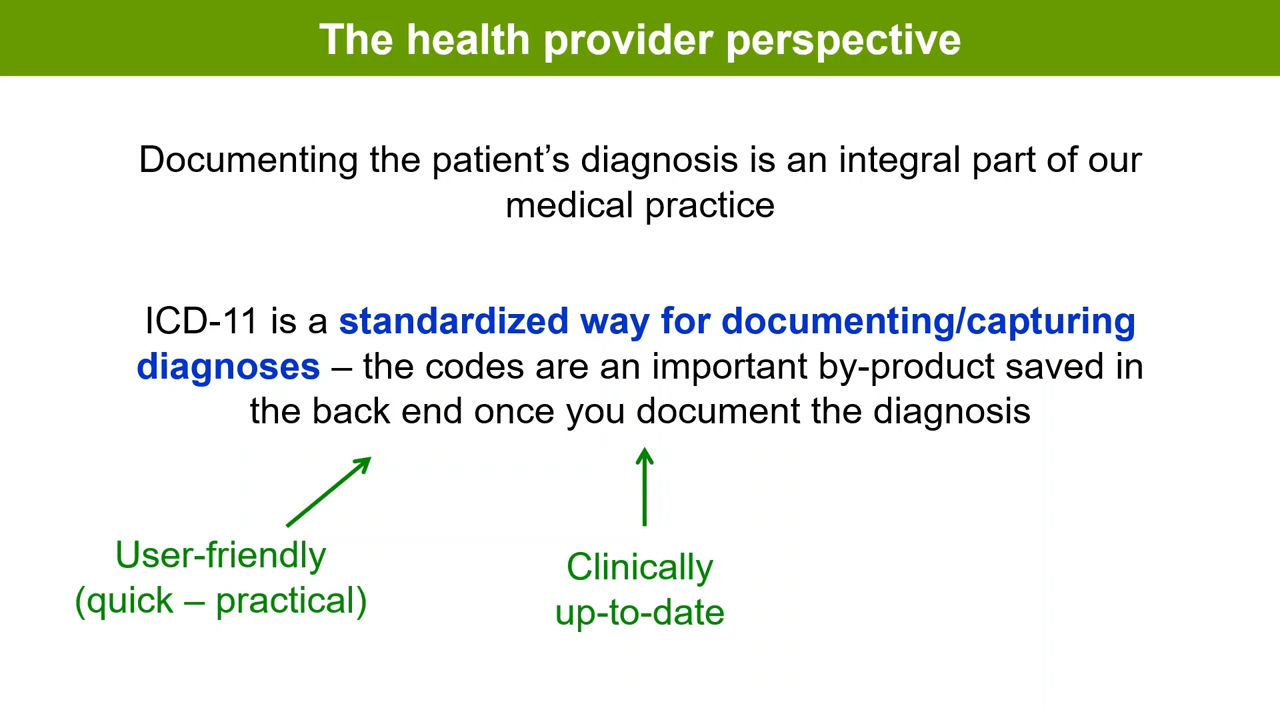 The health provider perspective
Documenting the patient’s diagnosis is an integral part of our
medical practice
ICD-11 is a standardized way for documenting/capturing
diagnoses – the codes are an important by-product saved in
the back end once you document the diagnosis
User-friendly
(quick – practical)
Clinically
up-to-date